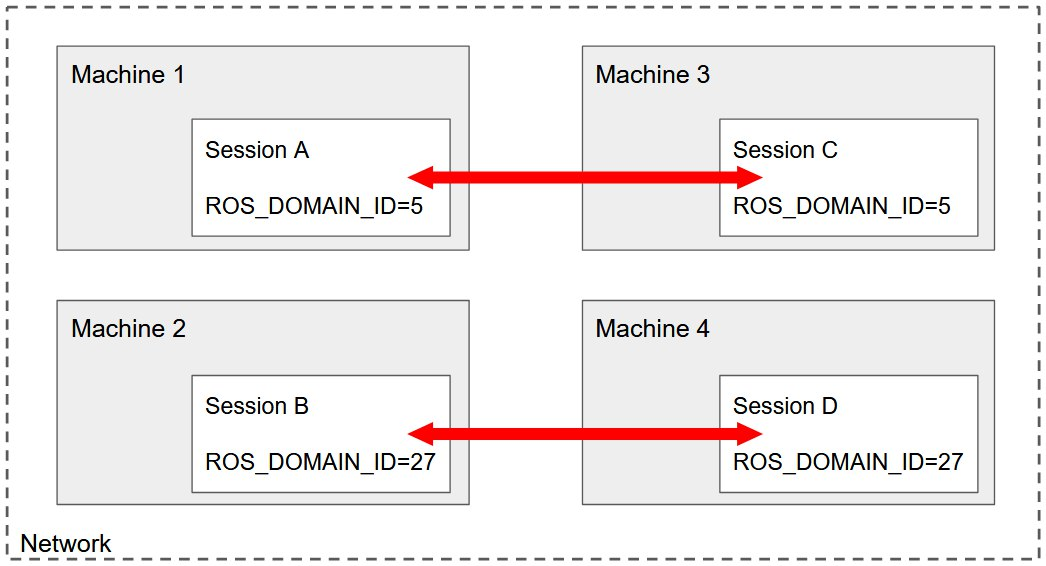 Machine 1
Session A
ROS_DOMAIN_ID=5
Machine 3
Session C
ROS_DOMAIN_ID=5
Machine 2
Session B
ROS_DOMAIN_ID=27
Machine 4
Session D
ROS_DOMAIN_ID=27
Network